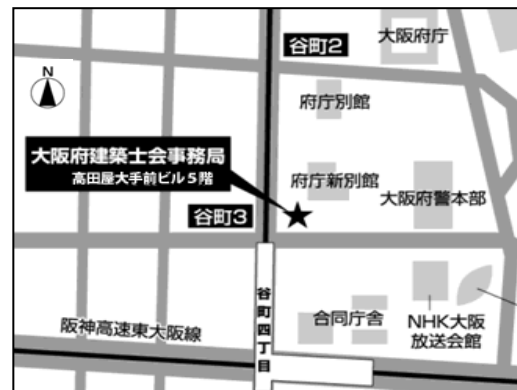 谷町2
大阪府庁
N
府庁別館
大阪府建築士会事務局
高田屋大手前ビル5階
府庁新別館
大阪府警本部
谷町3
谷町四丁目
合同庁舎
NHK大阪
放送会館
阪神高速東大阪線